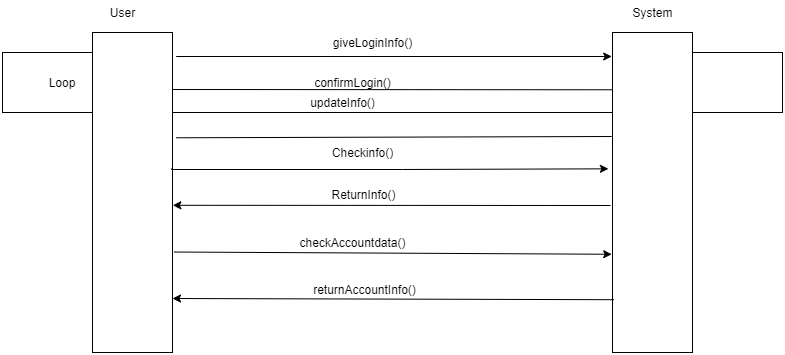 User
System
giveLoginInfo()
Loop
confirmLogin()
updateInfo()
Checkinfo()
ReturnInfo()
checkAccountdata()
returnAccountInfo()